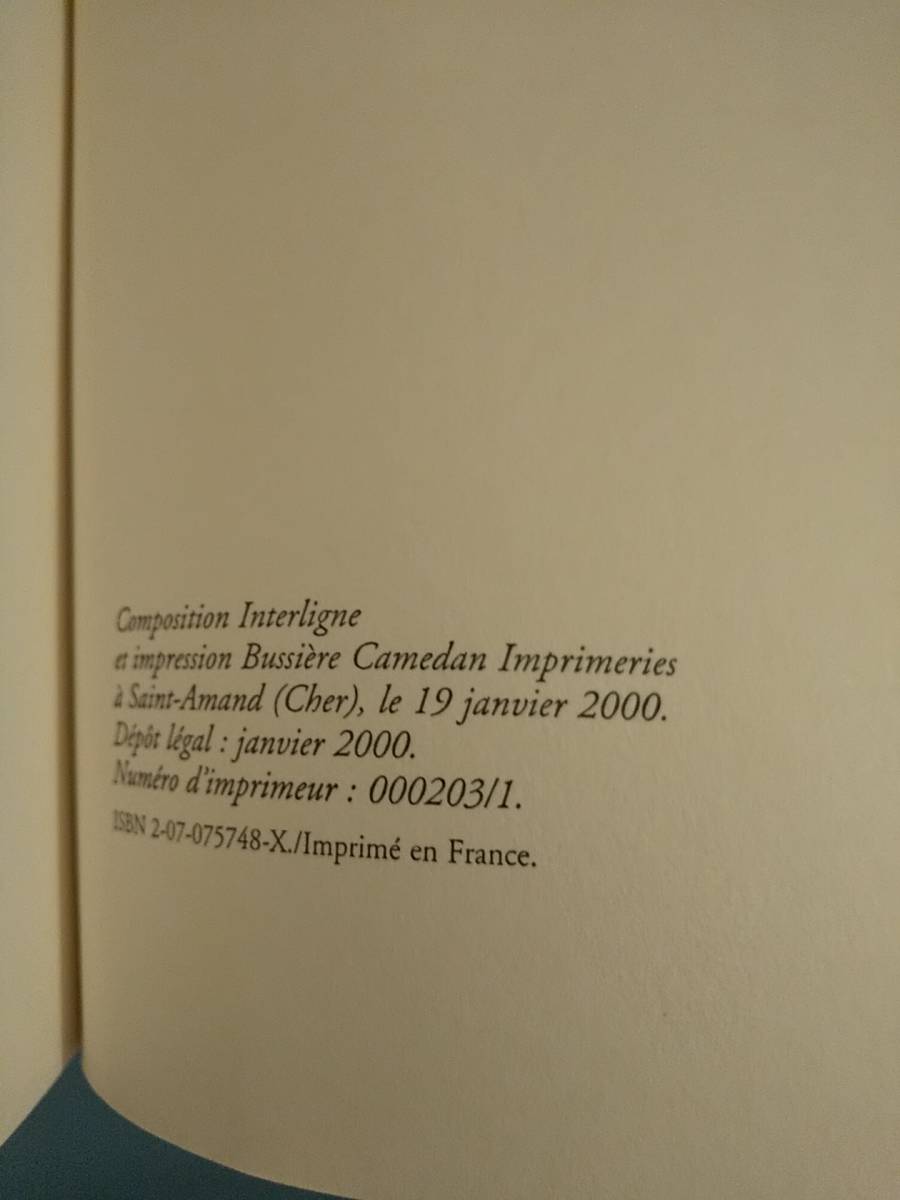 Composition Interligne
et impression Bussière Camedan Imprimeries
à Saint-Amand (Cher), le 19 janvier 2000.
Dépôt légal : janvier 2000.
Numéro d'imprimeur : 000203/1.
ISBN 2-07-075748-X./Imprimé en France.